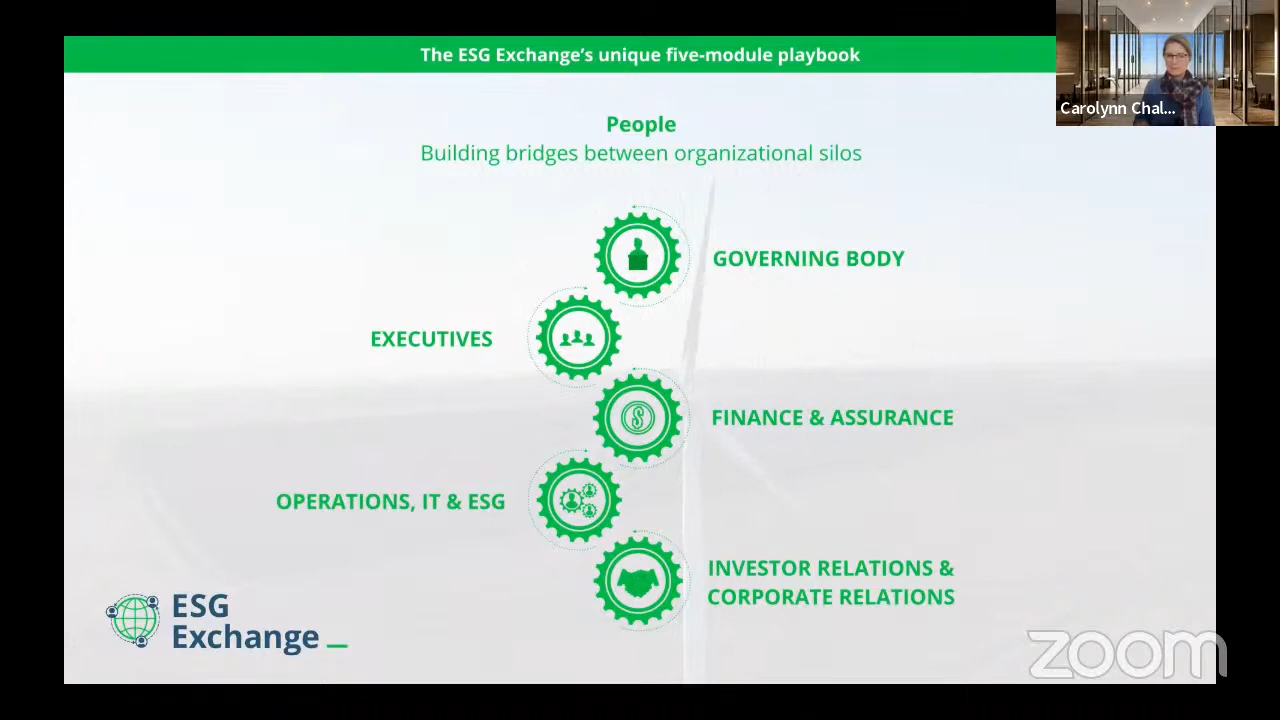 The ESG Exchange's unique five-module playbook
Carolynn Chal...
People
Building bridges between organizational silos
GOVERNING BODY
EXECUTIVES
FINANCE & ASSURANCE
OPERATIONS, IT & ESG
INVESTOR RELATIONS &
CORPORATE RELATIONS
ESG
Exchange
zoom